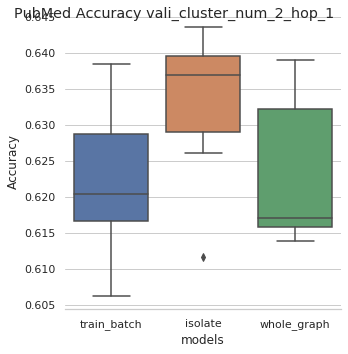 PubMed Accuracy vali_cluster_num_2_hop_1
0.645
0.640
0.635
0.630
0.625
0.620
0.615
0.610
0.605
Accuracy
train_batch isolate whole_graph
models